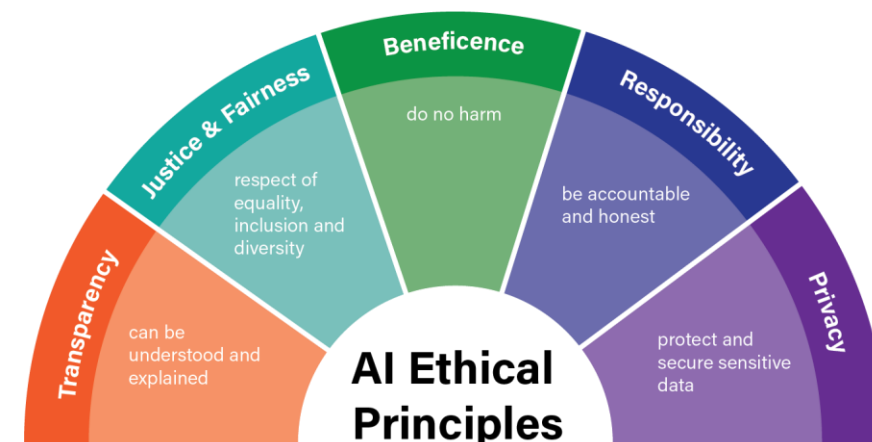 Transparency
can be
understood and
explained
Justice & Fairness
respect of
equality,
inclusion and
diversity
Beneficence
do no harm
Responsibility
be accountable
and honest
Privacy
protect and
secure sensitive
data
AI Ethical
Principles